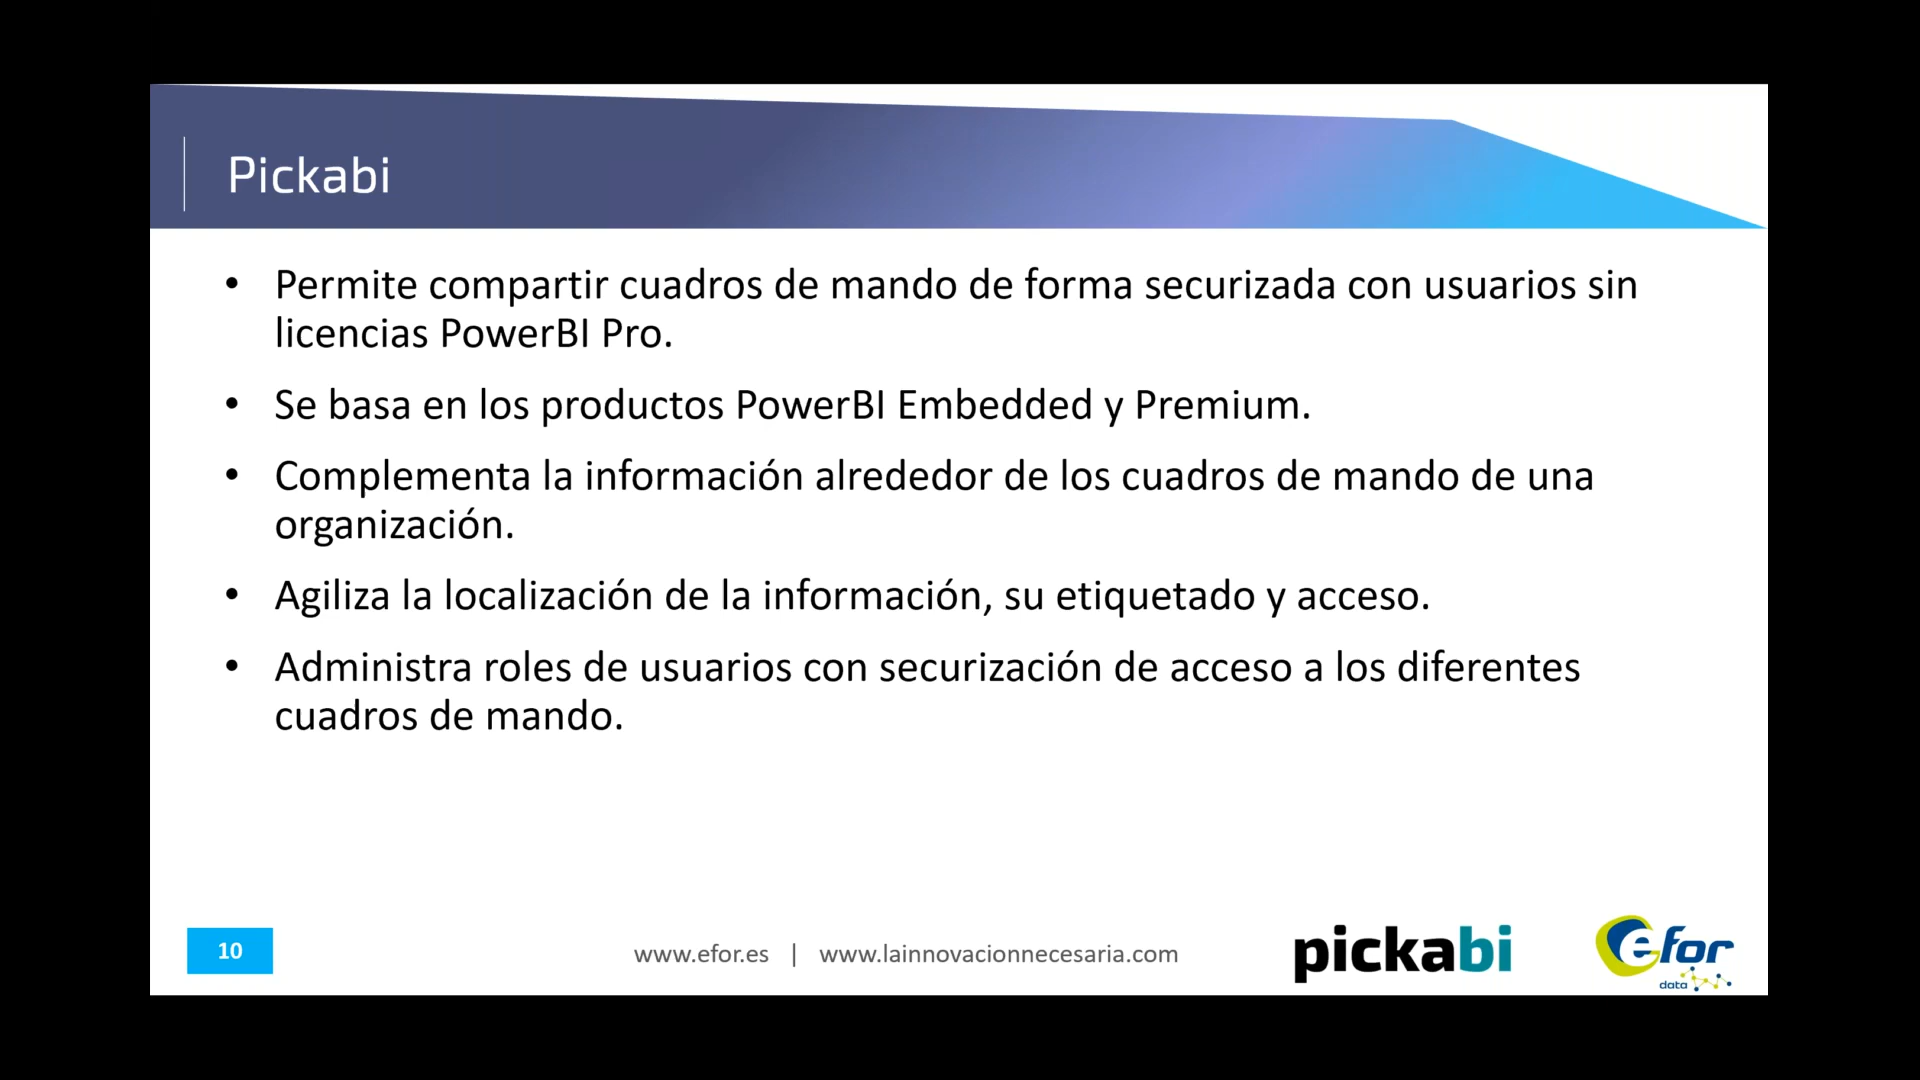 Pickabi
• Permite compartir cuadros de mando de forma securizada con usuarios sin
licencias PowerBI Pro.
• Se basa en los productos PowerBI Embedded y Premium.
• Complementa la información alrededor de los cuadros de mando de una
organización.
• Agiliza la localización de la información, su etiquetado y acceso.
• Administra roles de usuarios con securización de acceso a los diferentes
cuadros de mando.
10
www.efor.es | www.lainnovacionnecesaria.com
pickabi
efor
data